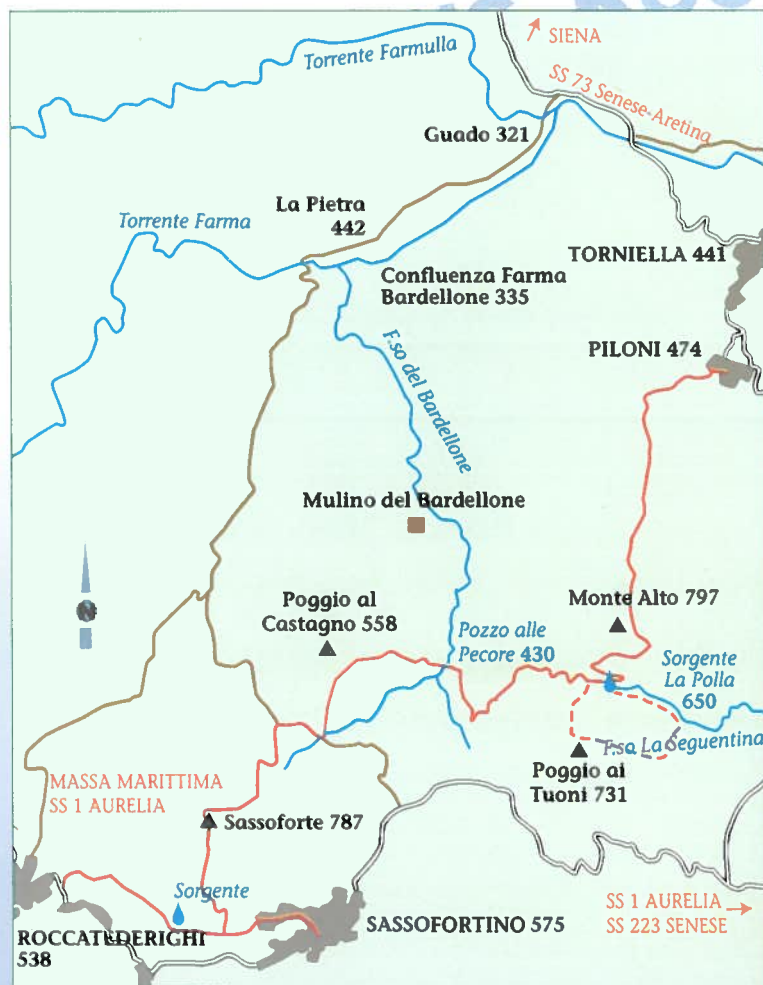 SIENA
Torrente Farmulla
SS 73 Senese-Aretina
Guado 321
La Pietra
442
Torrente Farma
TORNIELLA 441
Confluenza Farma
Bardellone 335
PILONI 474
F.so del Bardellone
Mulino del Bardellone
N
Poggio al
Castagno 558
Monte Alto 797
Pozzo alle
Pecore 430
Sorgente
La Polla
650
F.so La Seguentina
MASSA MARITTIMA
SS 1 AURELIA
Poggio ai
Tuoni 731
Sassoforte 787
Sorgente
SS 1 AURELIA
SS 223 SENESE
SASSOFORTINO 575
ROCCATEDERIGHI
538